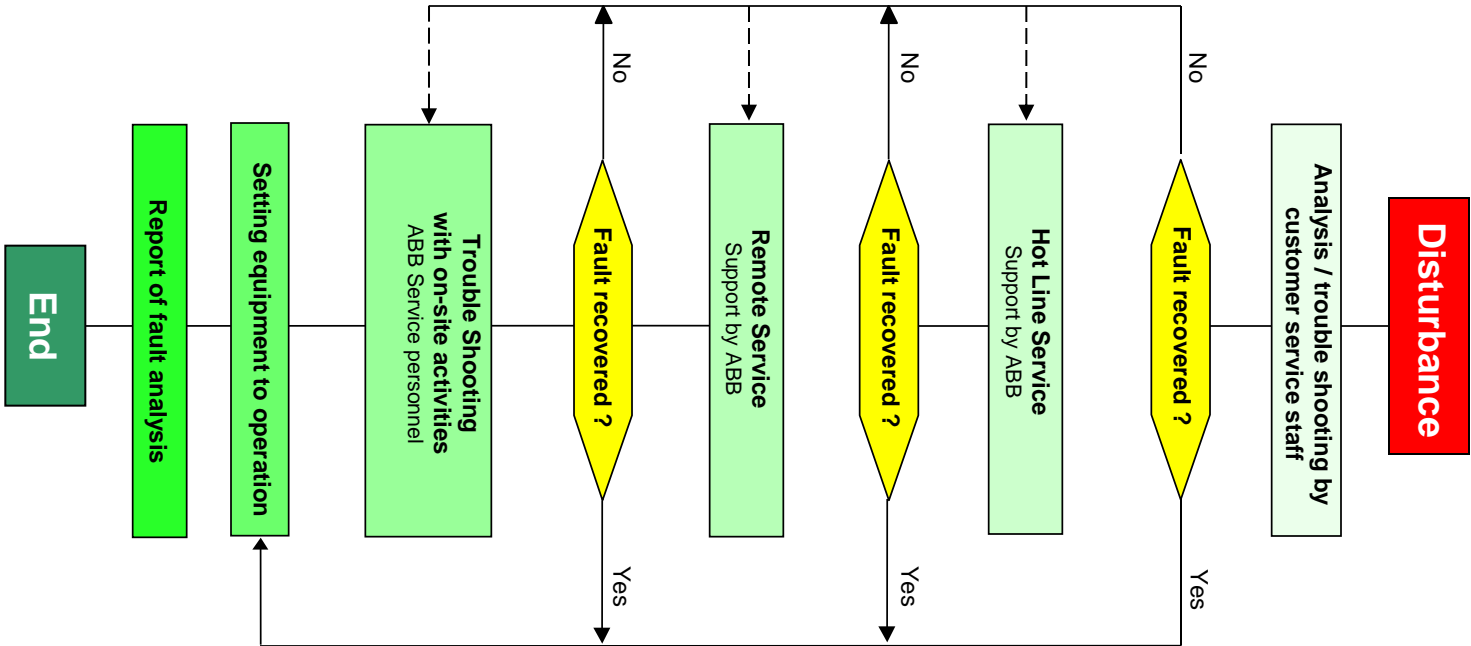 Disturbance
Analysis / trouble shooting by
customer service staff
Fault recovered ?
No
Yes
Hot Line Service
Support by ABB
Fault recovered ?
No
Yes
Remote Service
Support by ABB
Fault recovered ?
No
Yes
Trouble Shooting
with on-site activities
ABB Service personnel
Setting equipment to operation
Report of fault analysis
End